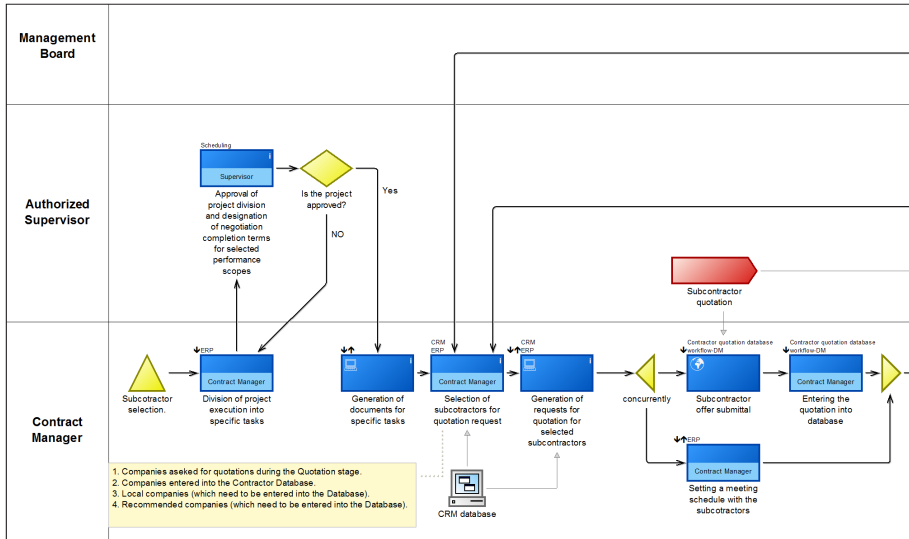 Management
Board
Authorized
Supervisor
Scheduling
i
Supervisor
Approval of
project division
and designation
of negotiation
completion terms
for selected
performance
scopes
Is the project
approved?
Yes
NO
Subcontractor
quotation
Contract
Manager
Subcotractor
selection.
ERP
Contract Manager
Division of project
execution into
specific tasks
i
Generation of
documents for
specific tasks
CRM
ERP
i
Contract Manager
Selection of
subcotractors for
quotation request
CRM
ERP
i
Generation of
requests for
quotation for
selected
subcontractors
concurrently
Contractor quotation database
workflow-DM
Subcontractor
offer submittal
Contractor quotation database
workflow-DM
Contract Manager
Entering the
quotation into
database
ERP
Contract Manager
Setting a meeting
schedule with the
subcotractors
1. Companies aseked for quotations during the Quotation stage.
2. Companies entered into the Contractor Database.
3. Local companies (which need to be entered into the Database).
4. Recommended companies (which need to be entered into the Database).
CRM database